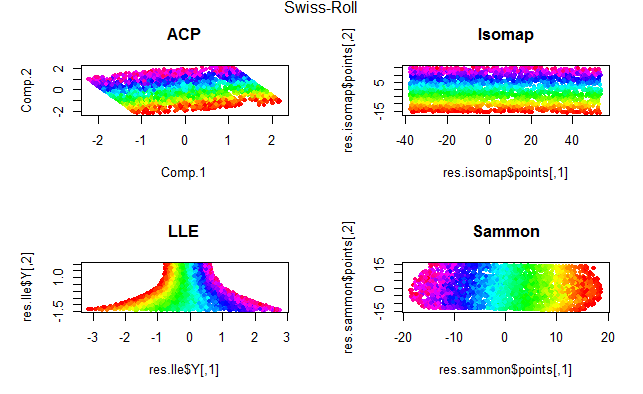 Swiss-Roll
ACP
Comp.2
-2 0 2
-2 -1 0 1 2
Comp.1
Isomap
res.isomap$points[,2]
-15 5
-40 -20 0 20 40
res.isomap$points[,1]
LLE
res.lle$Y[,2]
-1.5 1.0
-3 -2 -1 0 1 2 3
res.lle$Y[,1]
Sammon
res.sammon$points[,2]
-15 0 15
-20 -10 0 10 20
res.sammon$points[,1]